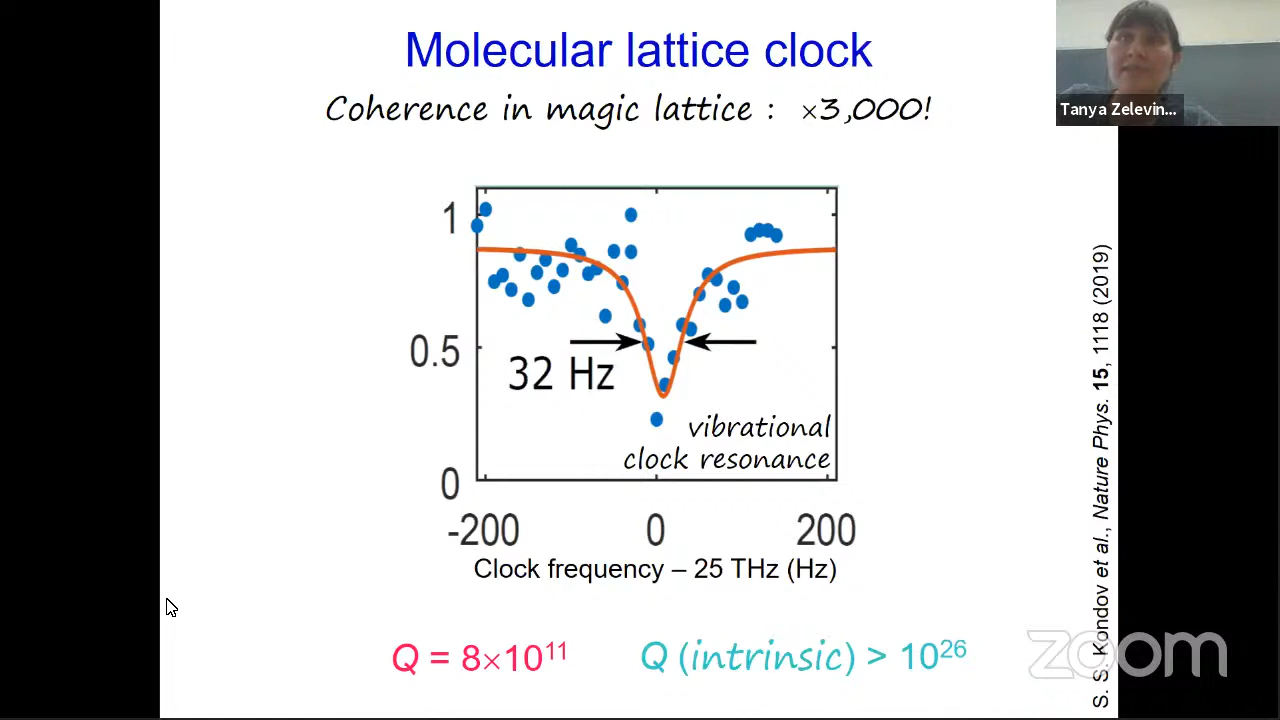 Molecular lattice clock
Coherence in magic lattice : ×3,000!
Tanya Zelevin...
1
0.5
0
32 Hz
vibrational
clock resonance
-200 0 200
Clock frequency – 25 THz (Hz)
Q = 8×10¹¹ Q (intrinsic) > 10²⁶
S. S. Kondov et al., Nature Phys. 15, 1118 (2019)
zoom